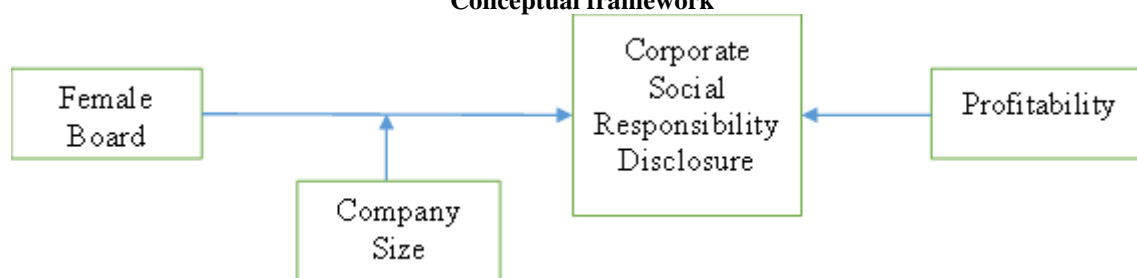 Conceptual framework
Female
Board
Company
Size
Corporate
Social
Responsibility
Disclosure
Profitability